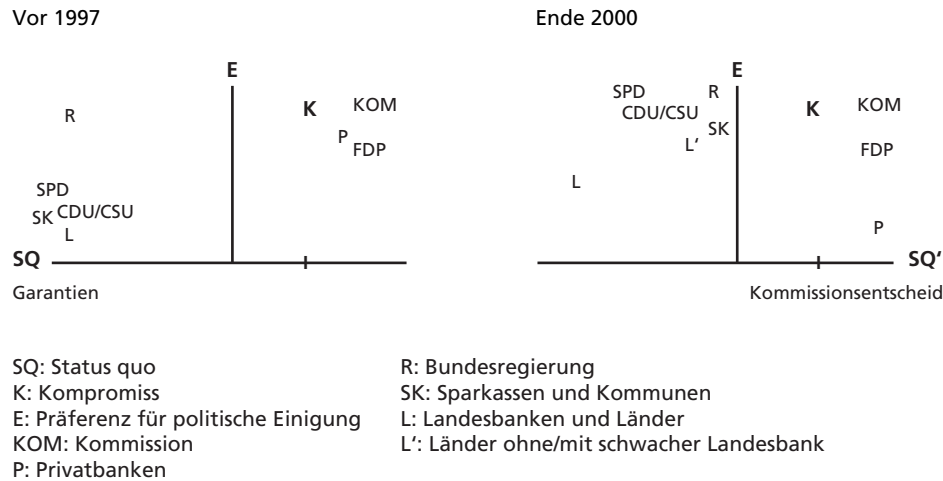 Vor 1997
E
R
K
KOM
P
FDP
SPD
SK CDU/CSU
L
SQ
Garantien
Ende 2000
E
SPD
R
CDU/CSU
K
KOM
SK
L‘
FDP
L
P
SQ‘
Kommissionsentscheid
SQ: Status quo
K: Kompromiss
E: Präferenz für politische Einigung
KOM: Kommission
P: Privatbanken
R: Bundesregierung
SK: Sparkassen und Kommunen
L: Landesbanken und Länder
L‘: Länder ohne/mit schwacher Landesbank